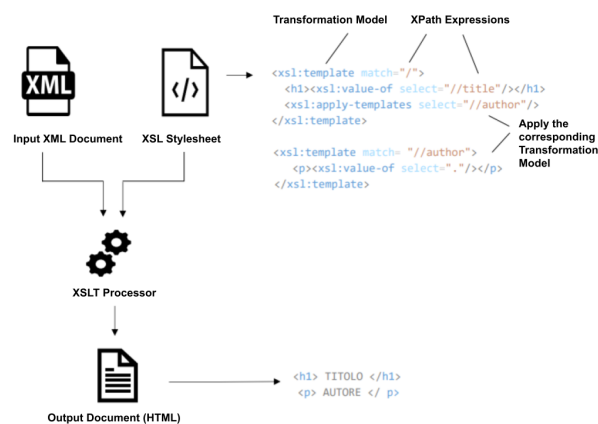 Transformation Model
XPath Expressions
XML
</>
<xsl:template match="/">
<h1><xsl:value-of select="//title"/></h1>
<xsl:apply-templates select="//author"/>
</xsl:template>
Input XML Document
XSL Stylesheet
Apply the
corresponding
Transformation
Model
<xsl:template match= "//author">
<p><xsl:value-of select="."/></p>
</xsl:template>
XSLT Processor
<h1> TITOLO </h1>
<p> AUTORE </ p>
Output Document (HTML)